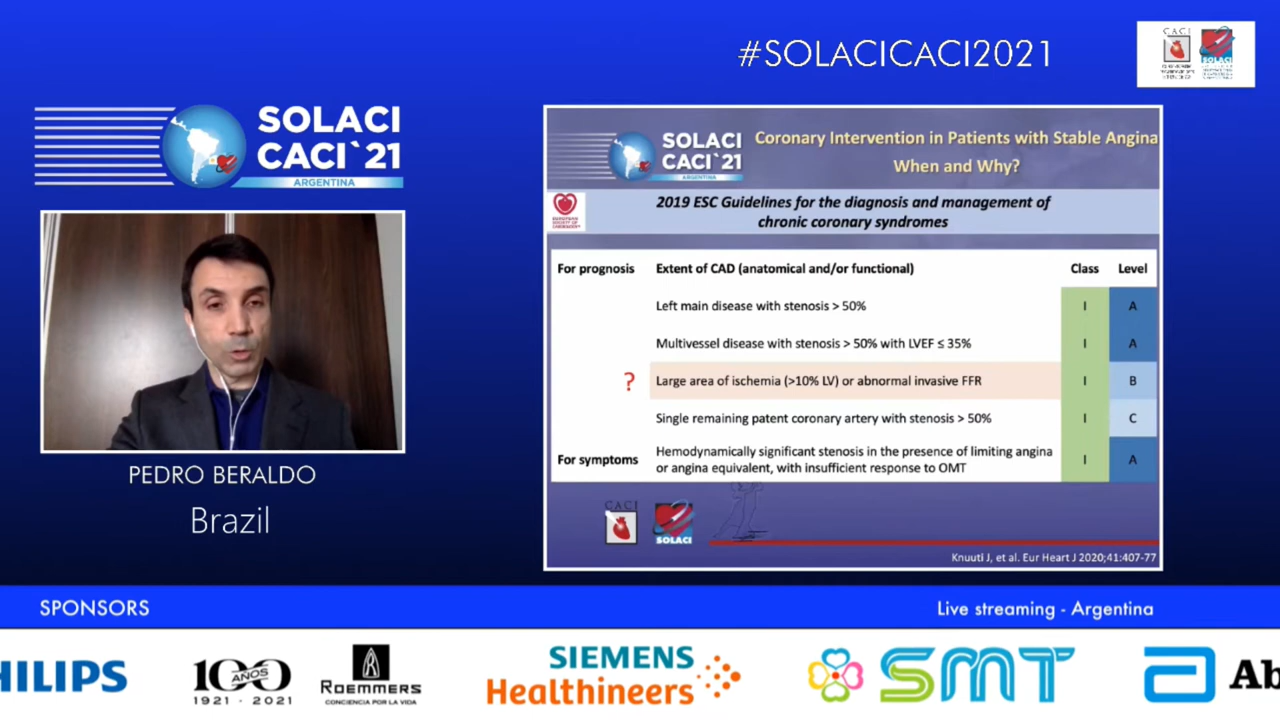 #SOLACICACI2021
CACI
SOLACI
SOLACI
CACI`21
ARGENTINA
PEDRO BERALDO
Brazil
SOLACI
CACI`21
ARGENTINA
Coronary Intervention in Patients with Stable Angina
When and Why?
2019 ESC Guidelines for the diagnosis and management of
chronic coronary syndromes
For prognosis Extent of CAD (anatomical and/or functional) Class Level
Left main disease with stenosis > 50% I A
Multivessel disease with stenosis > 50% with LVEF ≤ 35% I A
? Large area of ischemia (>10% LV) or abnormal invasive FFR I B
Single remaining patent coronary artery with stenosis > 50% I C
For symptoms Hemodynamically significant stenosis in the presence of limiting angina
or angina equivalent, with insufficient response to OMT I A
CACI
SOLACI
Knuuti J, et al. Eur Heart J 2020;41:407-77
SPONSORS
Live streaming - Argentina
HILIPS
100
AÑOS
1921 · 2021
R
ROEMMERS
CONCIENCIA POR LA VIDA
SIEMENS
Healthineers
SMT
Ab